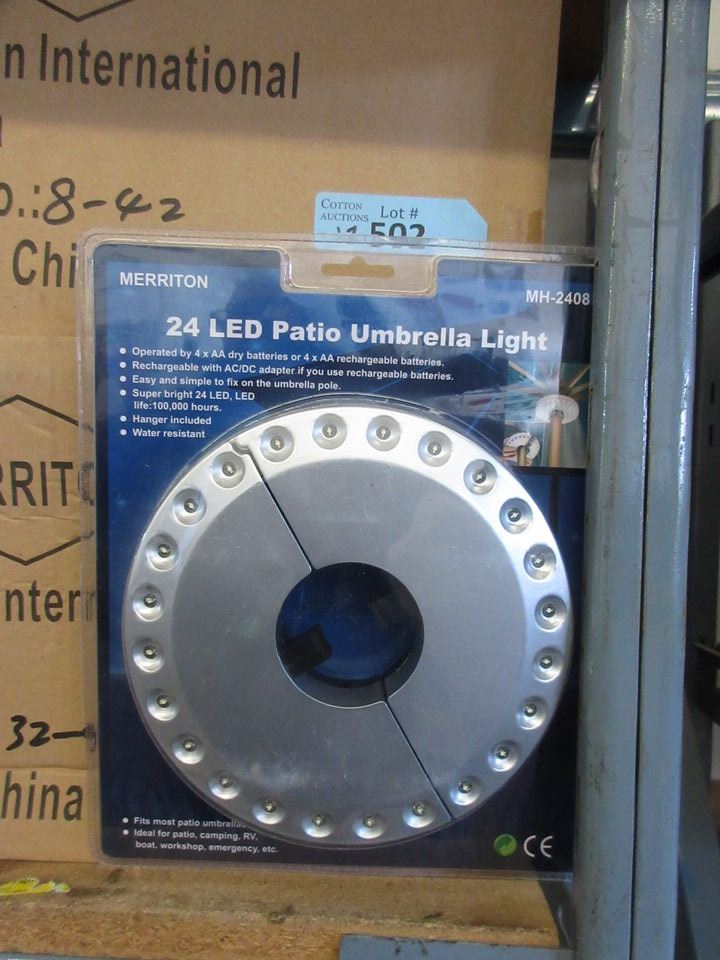 n International
.:8-42
Chi
COTTON
AUCTIONS
Lot #
502
MERRITON
MH-2408
24 LED Patio Umbrella Light
Operated by 4 x AA dry batteries or 4 x AA rechargeable batteries.
Rechargeable with AC/DC adapter if you use rechargeable batteries.
Easy and simple to fix on the umbrella pole.
Super bright 24 LED, LED
life:100,000 hours.
Hanger included
Water resistant
RRIT
nter
32-
hina
Fits most patio umbrella
Ideal for patio, camping, RV,
boat, workshop, emergency, etc.
CE